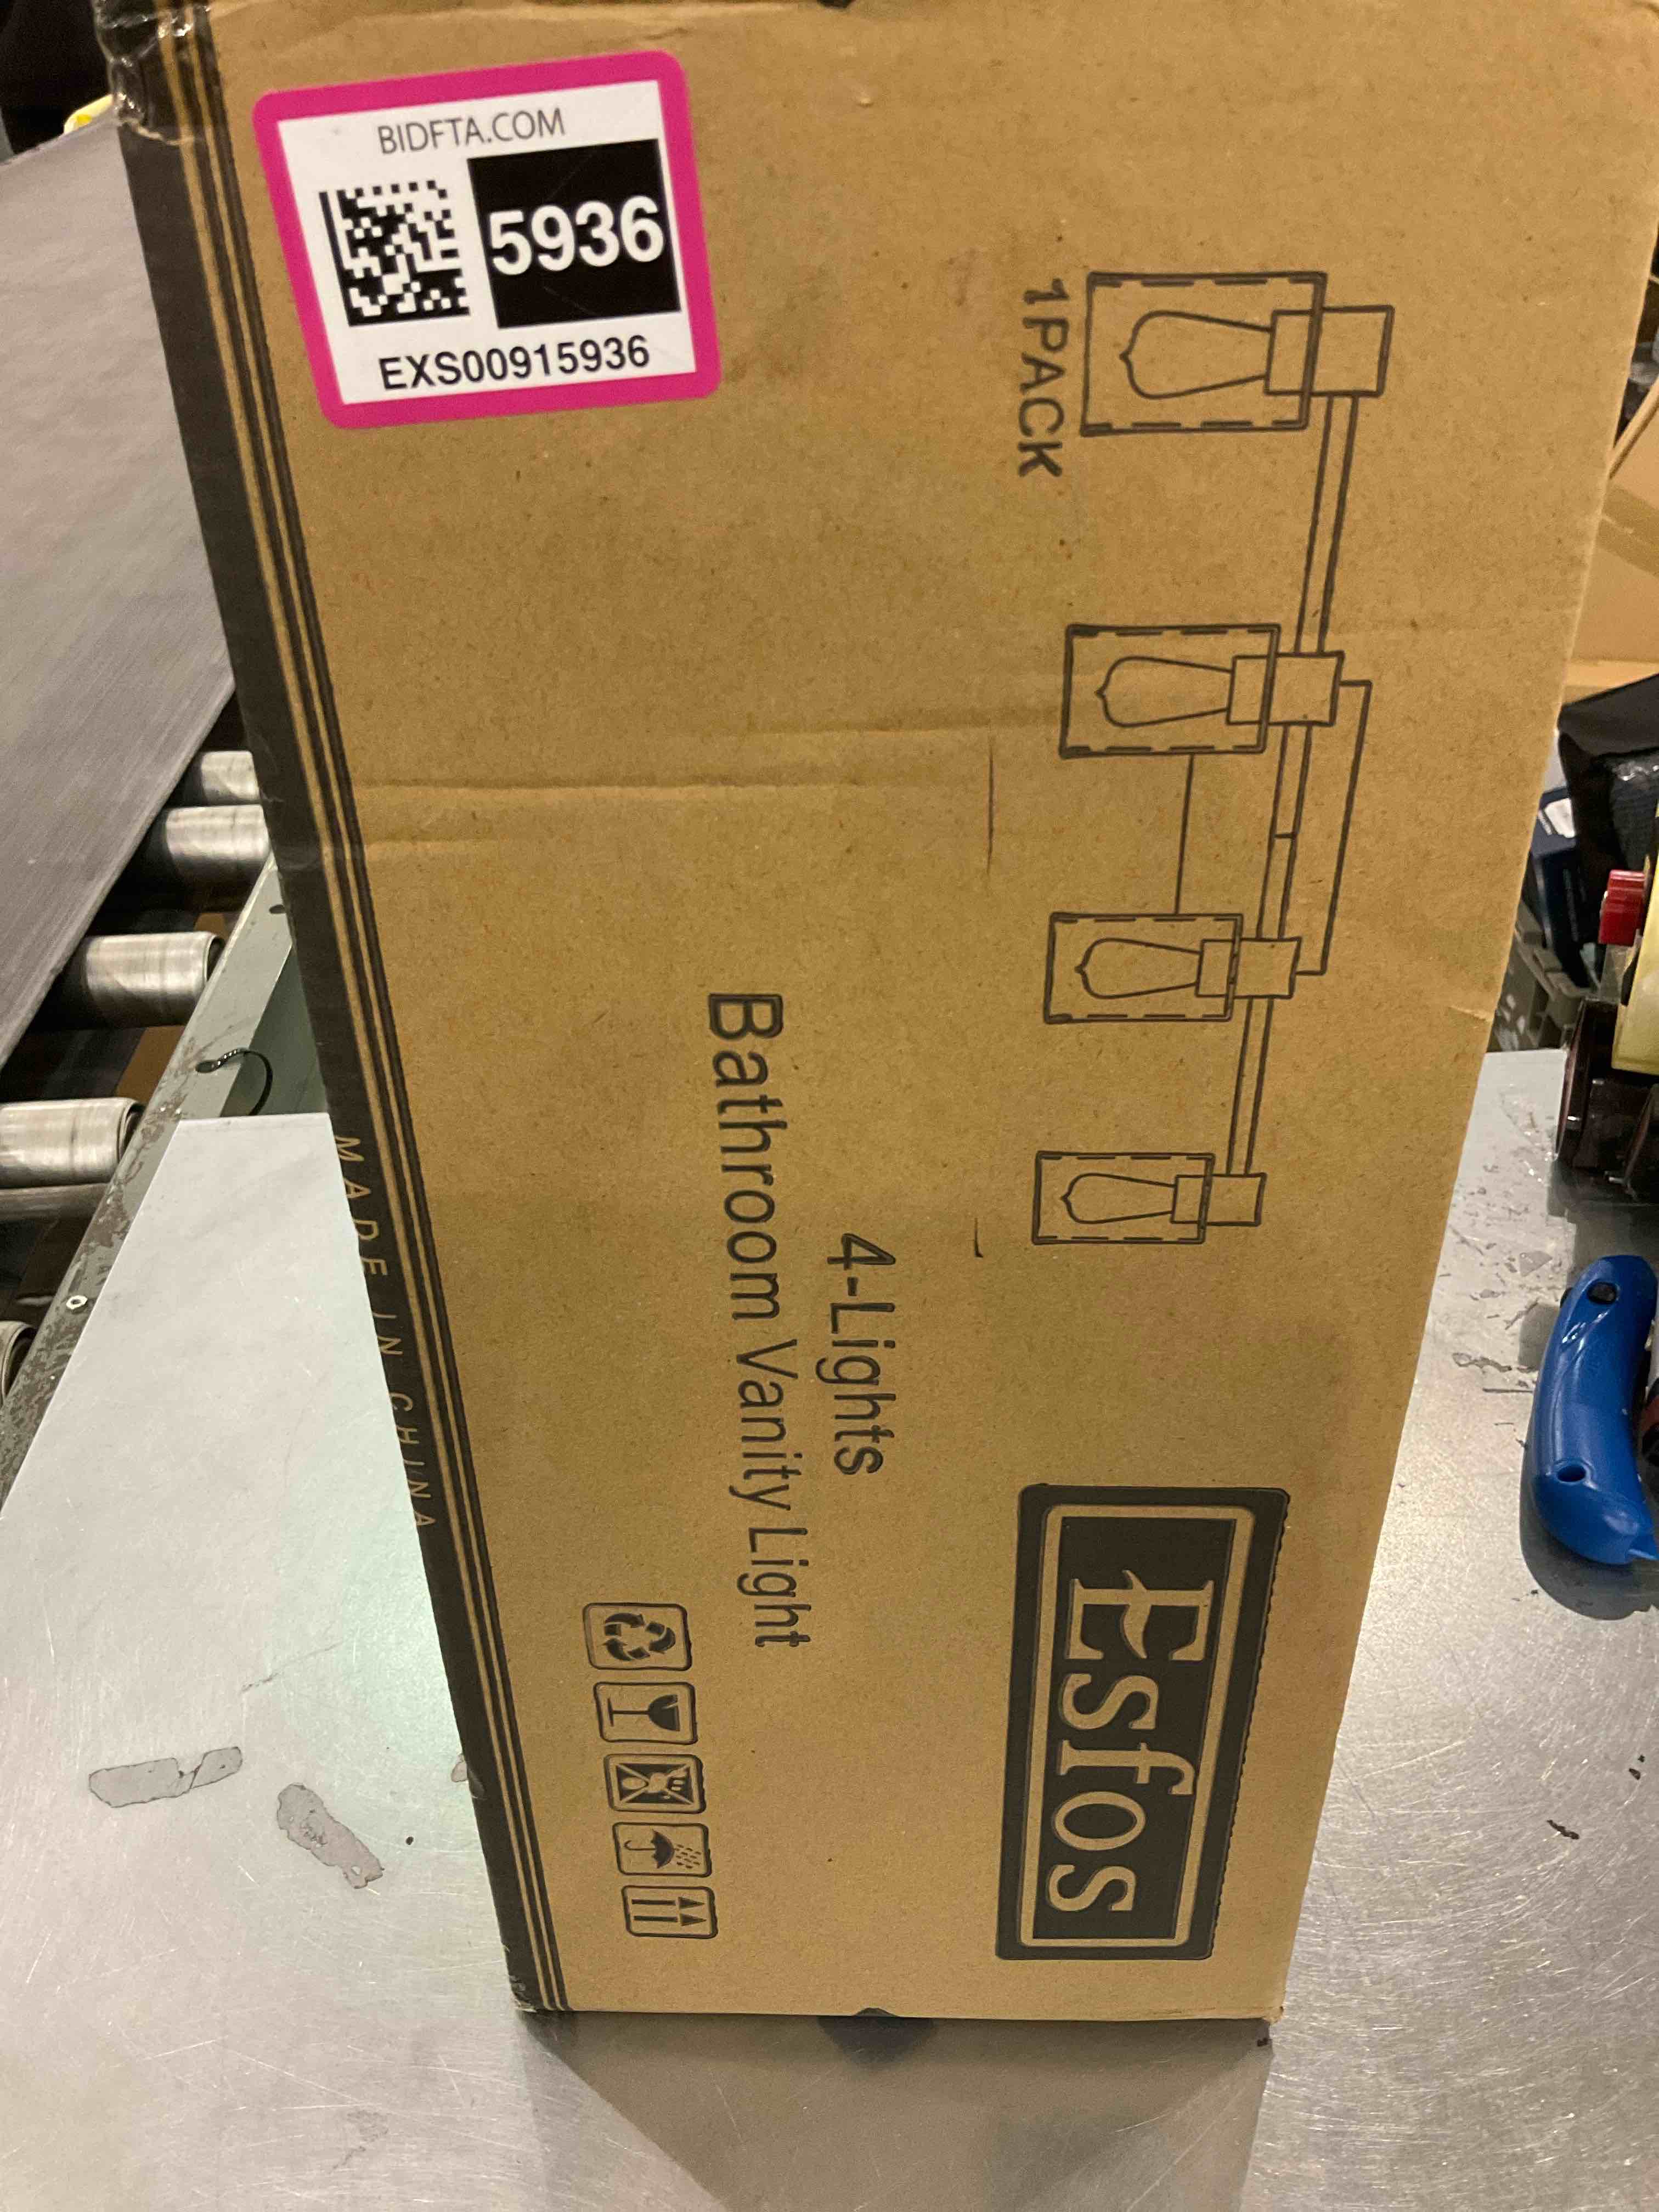 BIDFTA.COM
5936
EXS00915936
1PACK
4-Lights
Bathroom Vanity Light
Esfos
MADE IN CHINA